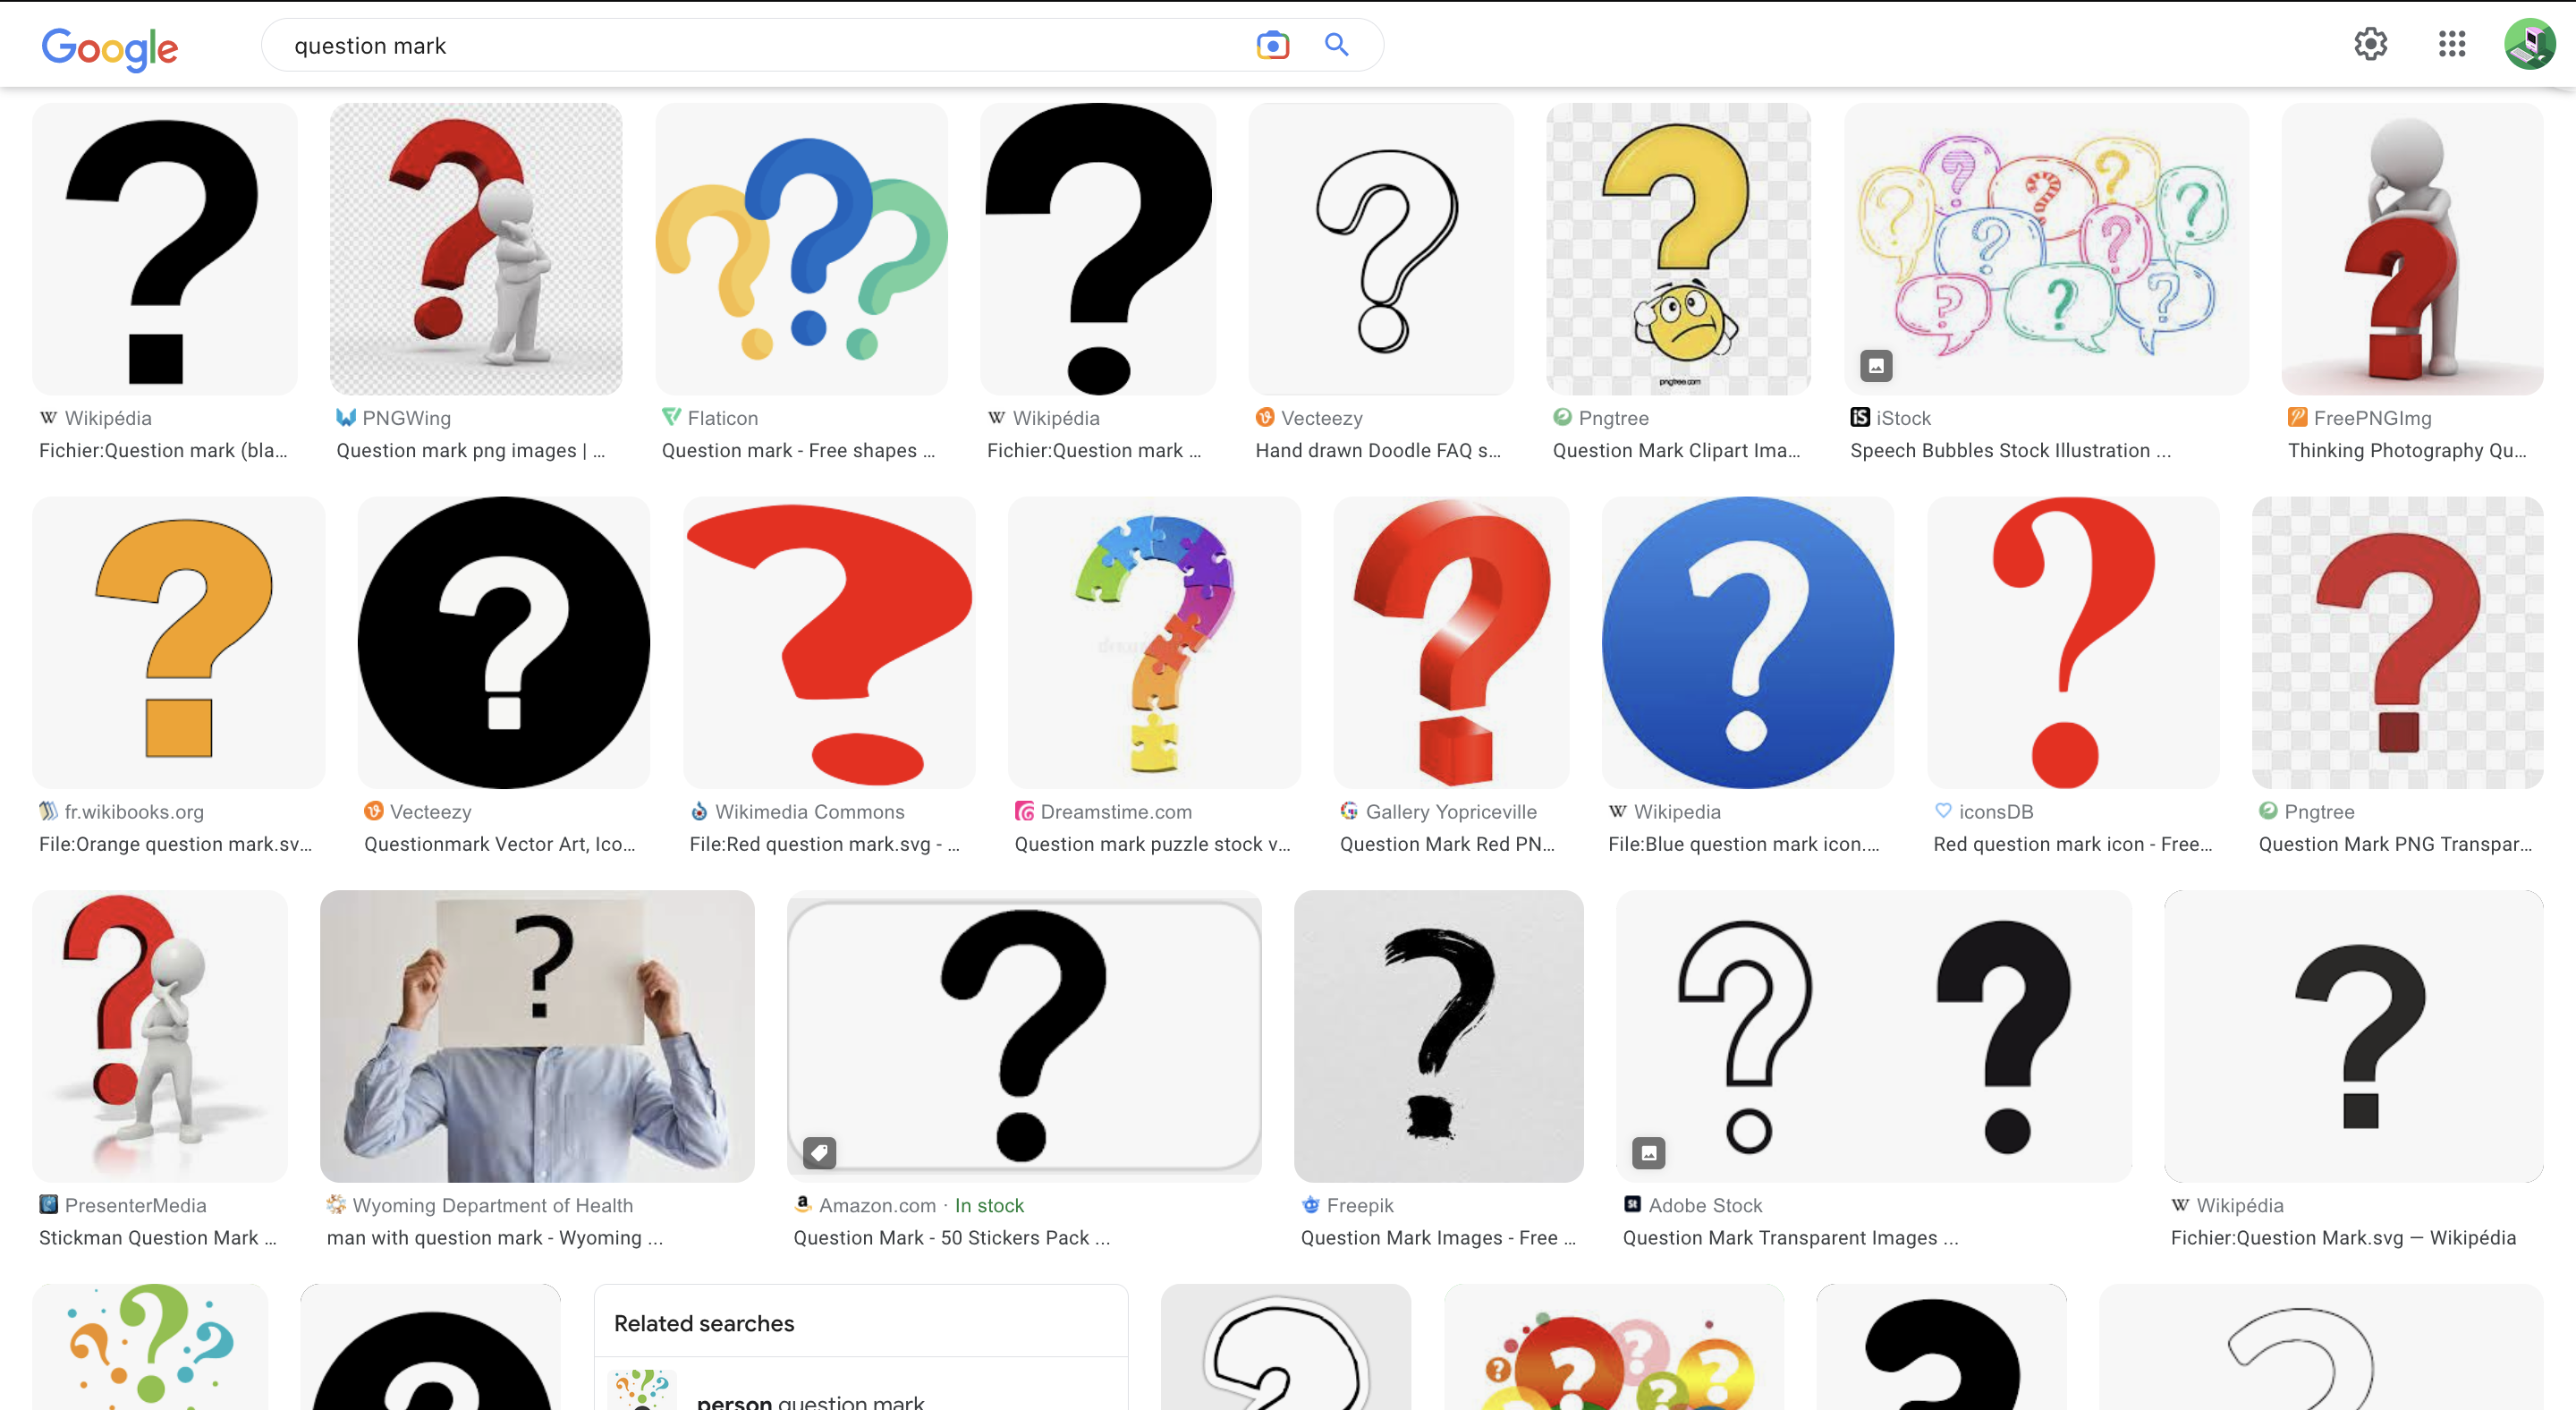 Google
question mark
Wikipédia
Fichier:Question mark (bla...
PNGWing
Question mark png images | ...
Flaticon
Question mark - Free shapes ...
Wikipédia
Fichier:Question mark ...
Vecteezy
Hand drawn Doodle FAQ s...
pngtree.com
Pngtree
Question Mark Clipart Ima...
iStock
Speech Bubbles Stock Illustration ...
FreePNGImg
Thinking Photography Qu...
fr.wikibooks.org
File:Orange question mark.sv...
Vecteezy
Questionmark Vector Art, Ico...
Wikimedia Commons
File:Red question mark.svg - ...
Dreamstime.com
Question mark puzzle stock v...
Gallery Yopriceville
Question Mark Red PN...
Wikipedia
File:Blue question mark icon....
iconsDB
Red question mark icon - Free...
Pngtree
Question Mark PNG Transpar...
PresenterMedia
Stickman Question Mark ...
Wyoming Department of Health
man with question mark - Wyoming ...
Amazon.com · In stock
Question Mark - 50 Stickers Pack ...
Freepik
Question Mark Images - Free ...
Adobe Stock
Question Mark Transparent Images ...
Wikipédia
Fichier:Question Mark.svg — Wikipédia
Related searches
person question mark